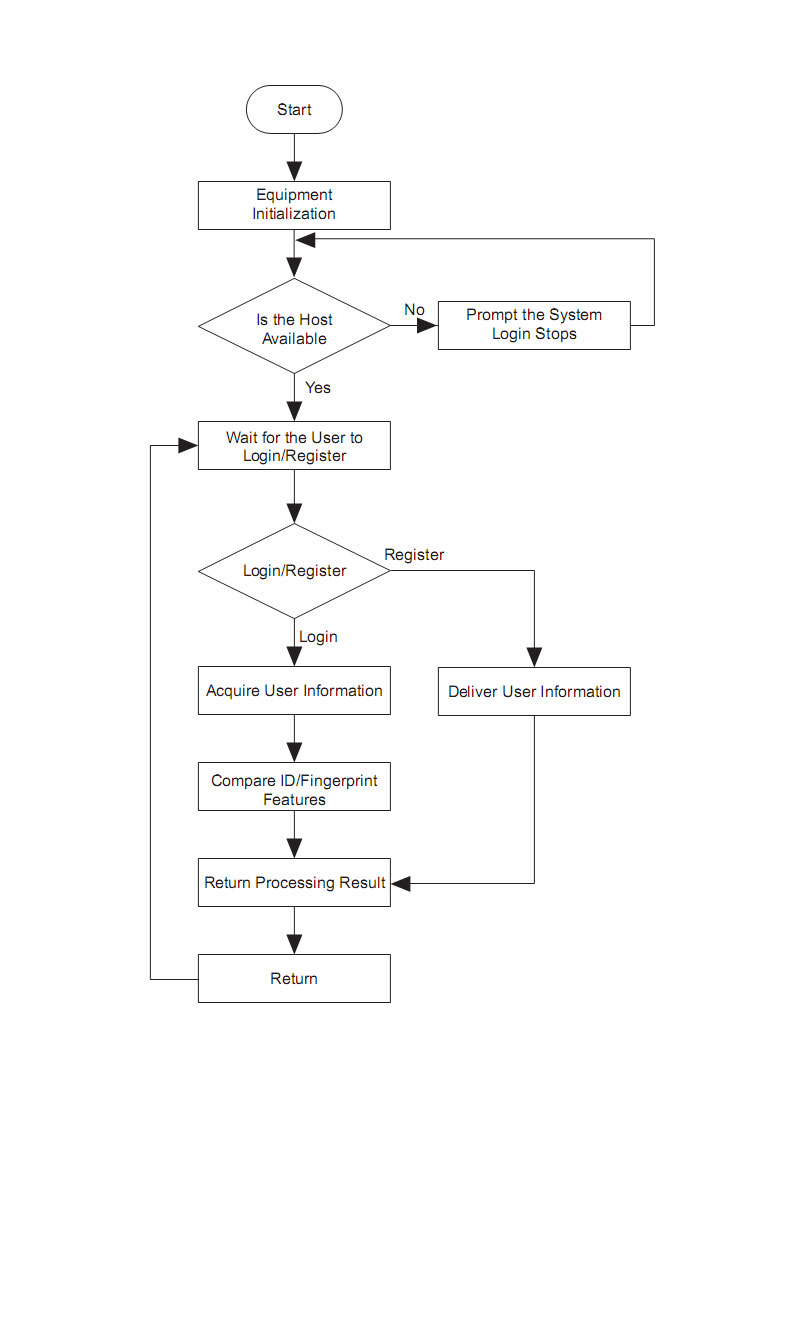 Start
Equipment
Initialization
Is the Host
Available
No
Prompt the System
Login Stops
Yes
Wait for the User to
Login/Register
Login/Register
Register
Login
Acquire User Information
Deliver User Information
Compare ID/Fingerprint
Features
Return Processing Result
Return